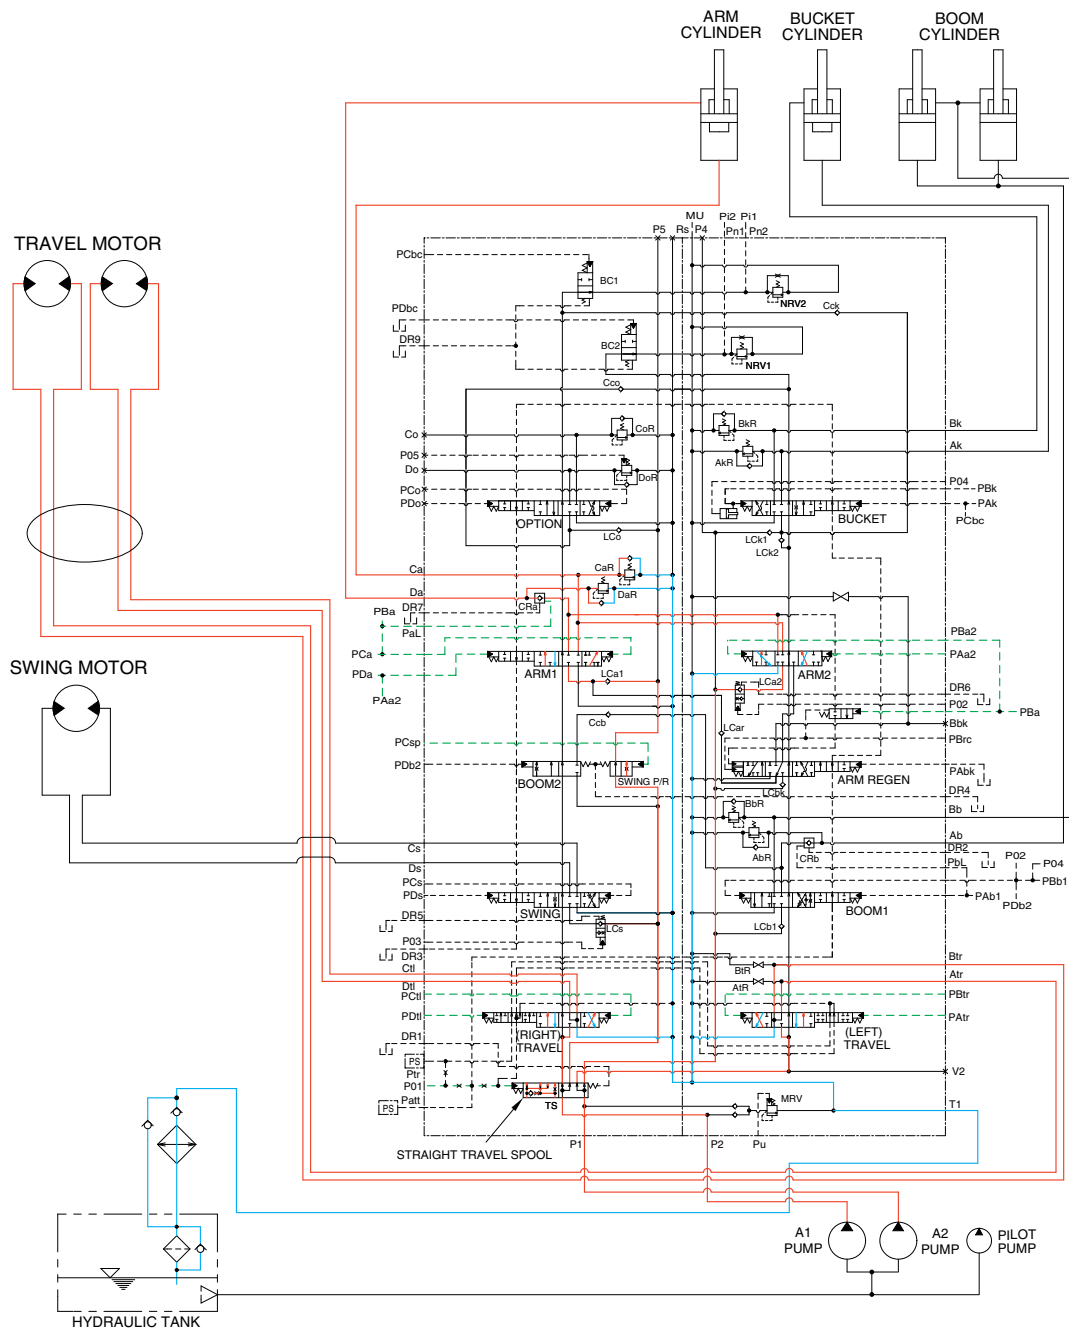 ARM
CYLINDER
BUCKET
CYLINDER
BOOM
CYLINDER
TRAVEL MOTOR
SWING MOTOR
MU
Pi2 Pi1
P5 Rs P4 Pn1 Pn2
PCbc
BC1
NRV2
Cck
PDbc
DR9
BC2
NRV1
Cco
Co
CoR
BkR
Bk
AkR
Ak
P05
Do
DoR
PCo
PDo
P04
PBk
PAk
PCbc
OPTION
BUCKET
LCo
LCk1
LCk2
Ca
CaR
Da
DaR
DR7
CRa
PBa
PaL
PCa
PDa
PAa2
ARM1
ARM2
PBa2
PAa2
LCa1
LCa2
DR6
P02
PBa
Ccb
LCar
Bbk
PCsp
PBrc
PDb2
BOOM2
SWING P/R
ARM REGEN
PAbk
LCbk
DR4
BbR
Bb
AbR
CRb
Ab
DR2
PbL
P02
P04
PBb1
PAb1
PDb2
Cs
Ds
PCs
PDs
SWING
BOOM1
DR5
LCs
P03
LCb1
DR3
Ctl
BtR
Btr
AtR
Atr
Dtl
PCtl
PBtr
PDtl
PAtr
(RIGHT)
TRAVEL
(LEFT)
TRAVEL
DR1
PS
Ptr
P01
V2
Patt
PS
TS
MRV
T1
STRAIGHT TRAVEL SPOOL
P1
P2
Pu
A1
PUMP
A2
PUMP
PILOT
PUMP
HYDRAULIC TANK